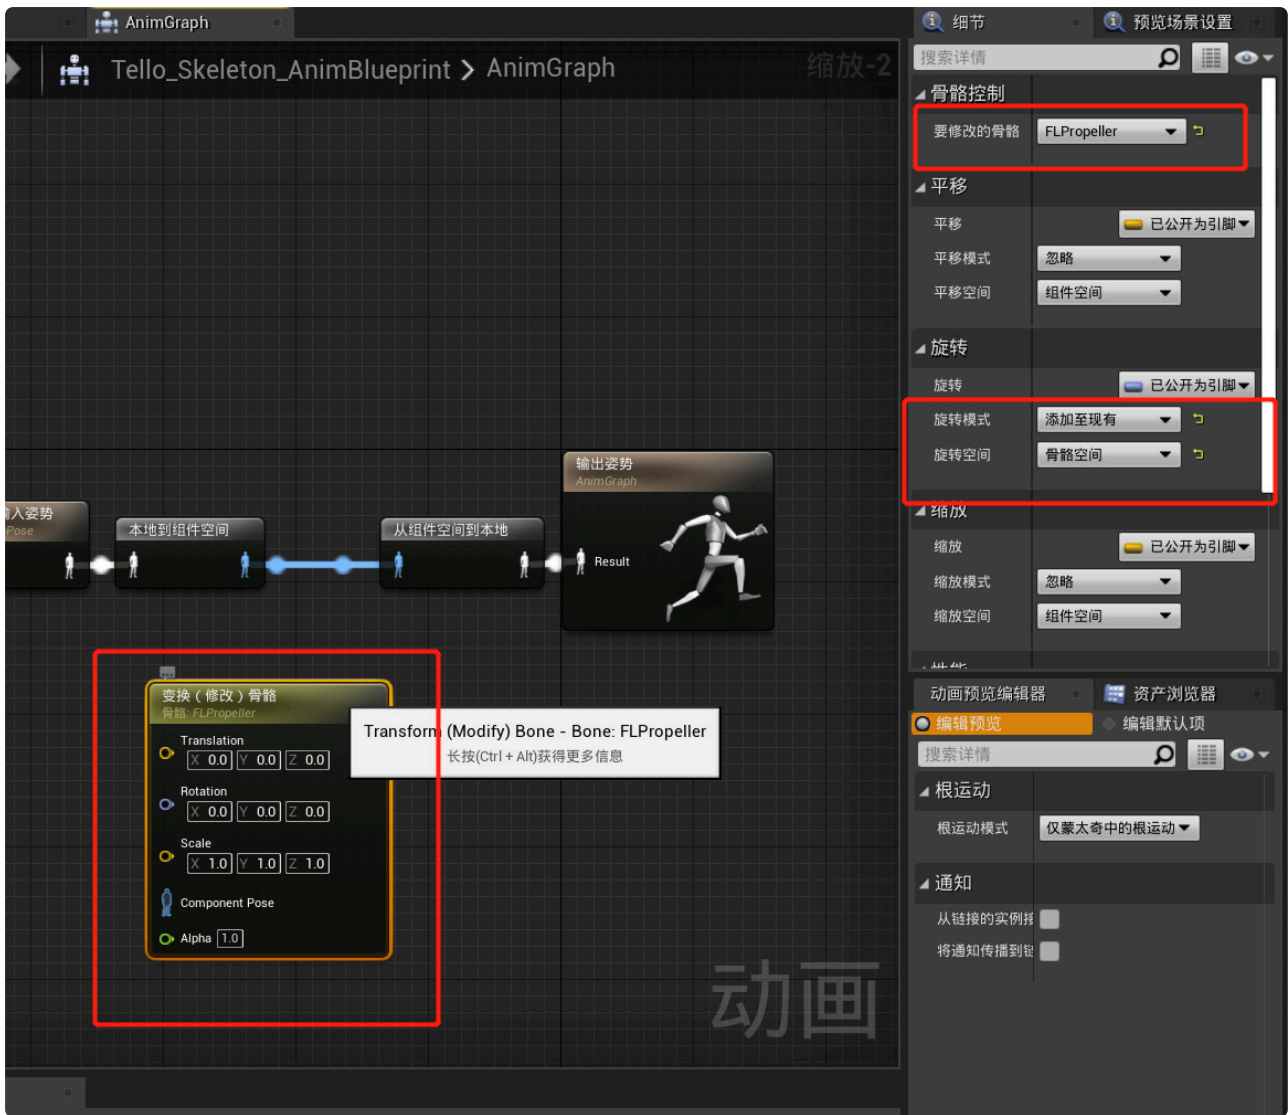 AnimGraph
Tello_Skeleton_AnimBlueprint > AnimGraph
缩放-2
输入姿势
Pose
本地到组件空间
从组件空间到本地
输出姿势
AnimGraph
Result
变换（修改）骨骼
骨骼: FLPropeller
Translation
X 0.0 Y 0.0 Z 0.0
Rotation
X 0.0 Y 0.0 Z 0.0
Scale
X 1.0 Y 1.0 Z 1.0
Component Pose
Alpha 1.0
Transform (Modify) Bone - Bone: FLPropeller
长按(Ctrl + Alt)获得更多信息
动画
细节
预览场景设置
搜索详情
骨骼控制
要修改的骨骼 FLPropeller
平移
平移 已公开为引脚
平移模式 忽略
平移空间 组件空间
旋转
旋转 已公开为引脚
旋转模式 添加至现有
旋转空间 骨骼空间
缩放
缩放 已公开为引脚
缩放模式 忽略
缩放空间 组件空间
动画预览编辑器
资产浏览器
编辑预览
编辑默认项
搜索详情
根运动
根运动模式 仅蒙太奇中的根运动
通知
从链接的实例接
将通知传播到链